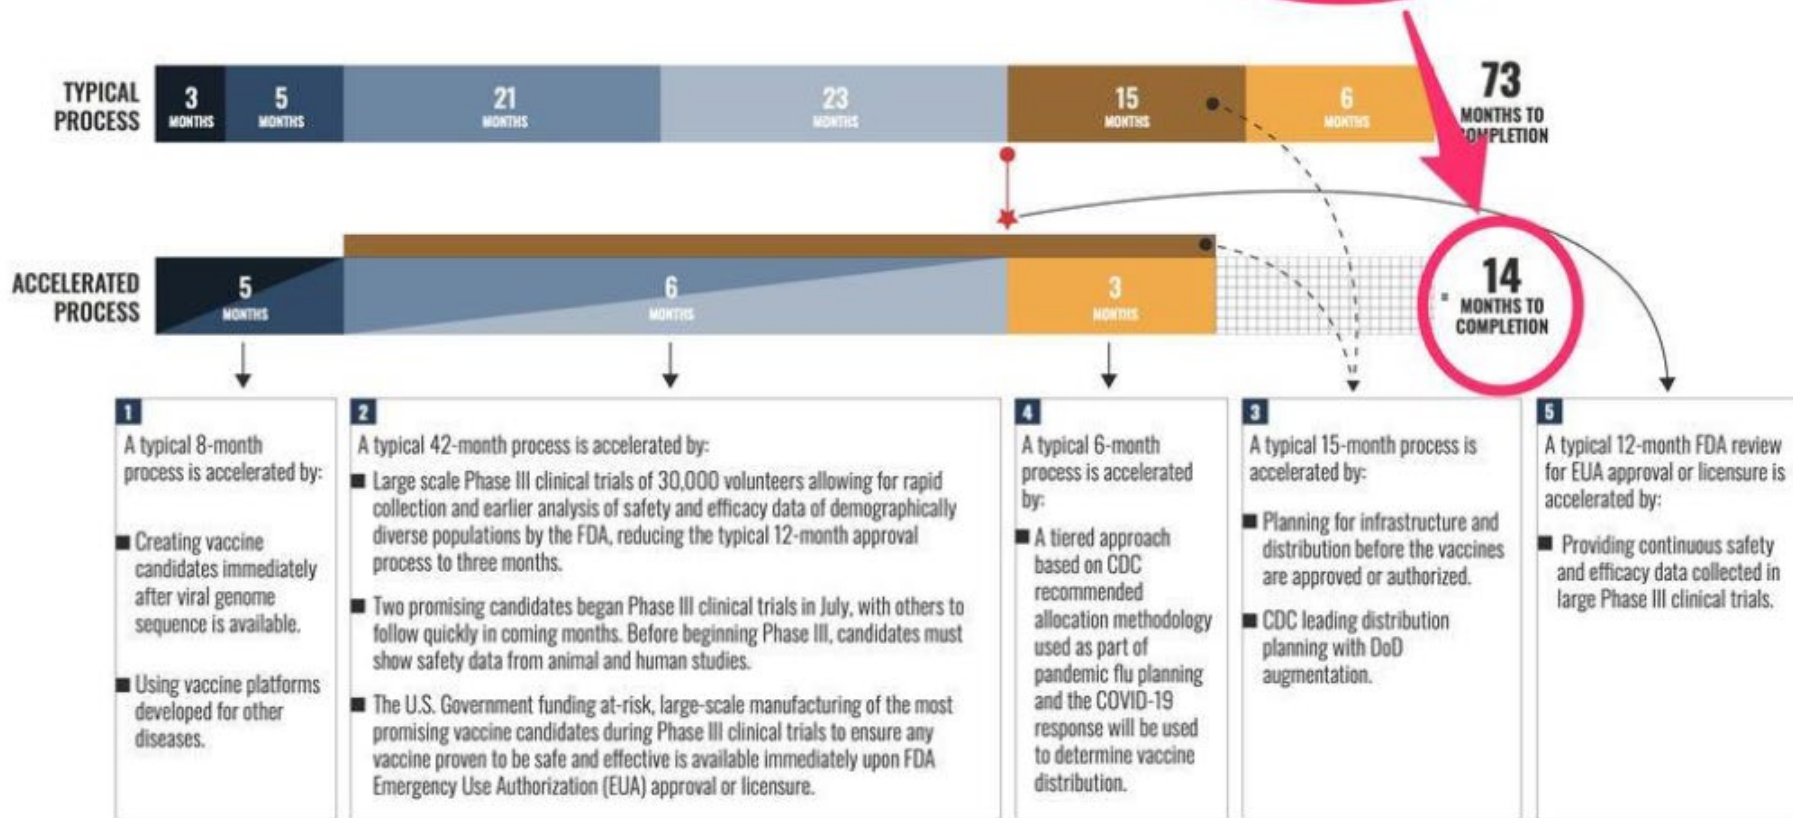 TYPICAL
PROCESS
3
MONTHS
5
MONTHS
21
MONTHS
23
MONTHS
15
MONTHS
6
MONTHS
73
MONTHS TO
COMPLETION
ACCELERATED
PROCESS
5
MONTHS
6
MONTHS
3
MONTHS
14
MONTHS TO
COMPLETION
1
A typical 8-month
process is accelerated by:
■ Creating vaccine
candidates immediately
after viral genome
sequence is available.
■ Using vaccine platforms
developed for other
diseases.
2
A typical 42-month process is accelerated by:
■ Large scale Phase III clinical trials of 30,000 volunteers allowing for rapid
collection and earlier analysis of safety and efficacy data of demographically
diverse populations by the FDA, reducing the typical 12-month approval
process to three months.
■ Two promising candidates began Phase III clinical trials in July, with others to
follow quickly in coming months. Before beginning Phase III, candidates must
show safety data from animal and human studies.
■ The U.S. Government funding at-risk, large-scale manufacturing of the most
promising vaccine candidates during Phase III clinical trials to ensure any
vaccine proven to be safe and effective is available immediately upon FDA
Emergency Use Authorization (EUA) approval or licensure.
4
A typical 6-month
process is accelerated
by:
■ A tiered approach
based on CDC
recommended
allocation methodology
used as part of
pandemic flu planning
and the COVID-19
response will be used
to determine vaccine
distribution.
3
A typical 15-month process is
accelerated by:
■ Planning for infrastructure and
distribution before the vaccines
are approved or authorized.
■ CDC leading distribution
planning with DoD
augmentation.
5
A typical 12-month FDA review
for EUA approval or licensure is
accelerated by:
■ Providing continuous safety
and efficacy data collected in
large Phase III clinical trials.